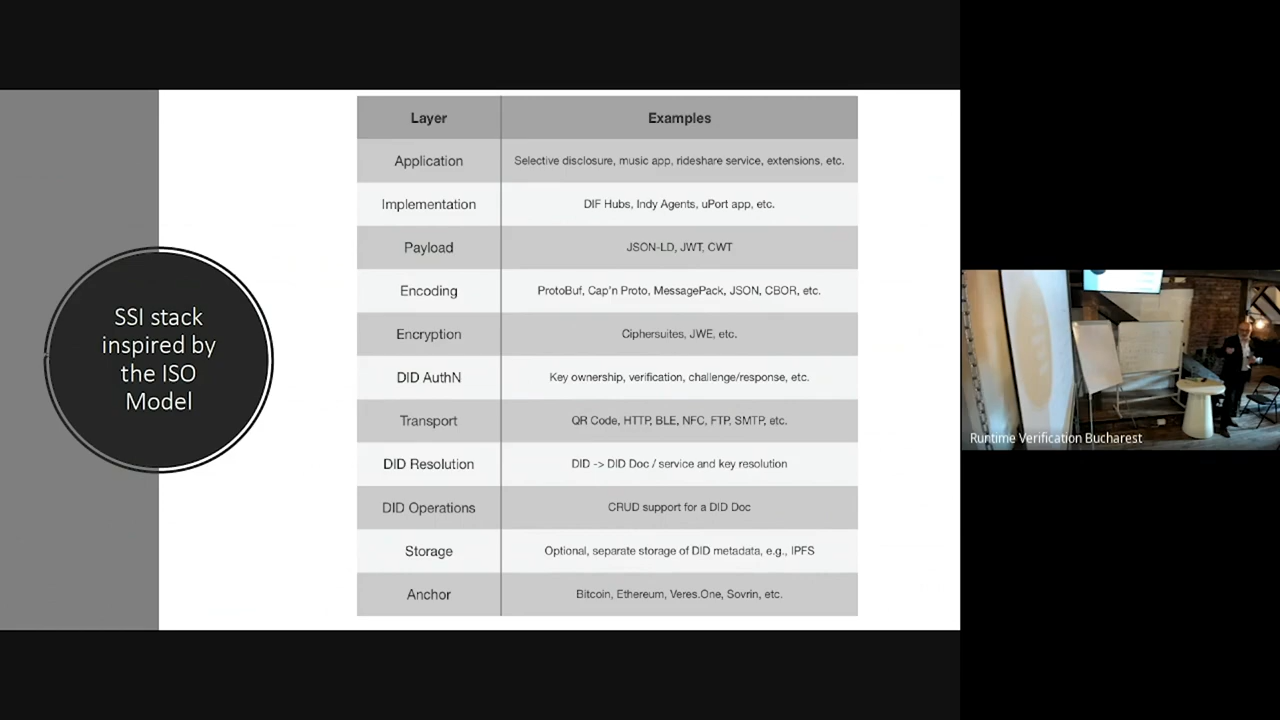 SSI stack
inspired by
the ISO
Model
Layer Examples
Application Selective disclosure, music app, rideshare service, extensions, etc.
Implementation DIF Hubs, Indy Agents, uPort app, etc.
Payload JSON-LD, JWT, CWT
Encoding ProtoBuf, Cap'n Proto, MessagePack, JSON, CBOR, etc.
Encryption Ciphersuites, JWE, etc.
DID AuthN Key ownership, verification, challenge/response, etc.
Transport QR Code, HTTP, BLE, NFC, FTP, SMTP, etc.
DID Resolution DID -> DID Doc / service and key resolution
DID Operations CRUD support for a DID Doc
Storage Optional, separate storage of DID metadata, e.g., IPFS
Anchor Bitcoin, Ethereum, Veres.One, Sovrin, etc.
Runtime Verification Bucharest